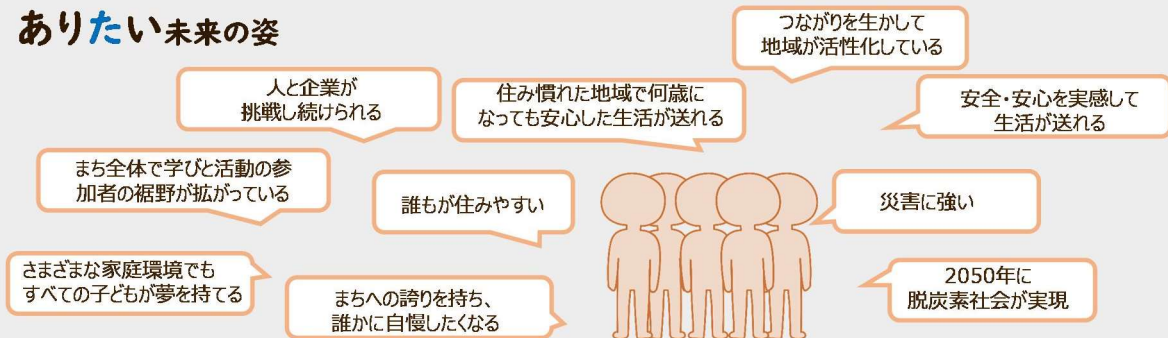 ありたい未来の姿
つながりを生かして
地域が活性化している
人と企業が
挑戦し続けられる
住み慣れた地域で何歳に
なっても安心した生活が送れる
安全・安心を実感して
生活が送れる
まち全体で学びと活動の参
加者の裾野が拡がっている
誰もが住みやすい
災害に強い
さまざまな家庭環境でも
すべての子どもが夢を持てる
まちへの誇りを持ち、
誰かに自慢したくなる
2050年に
脱炭素社会が実現